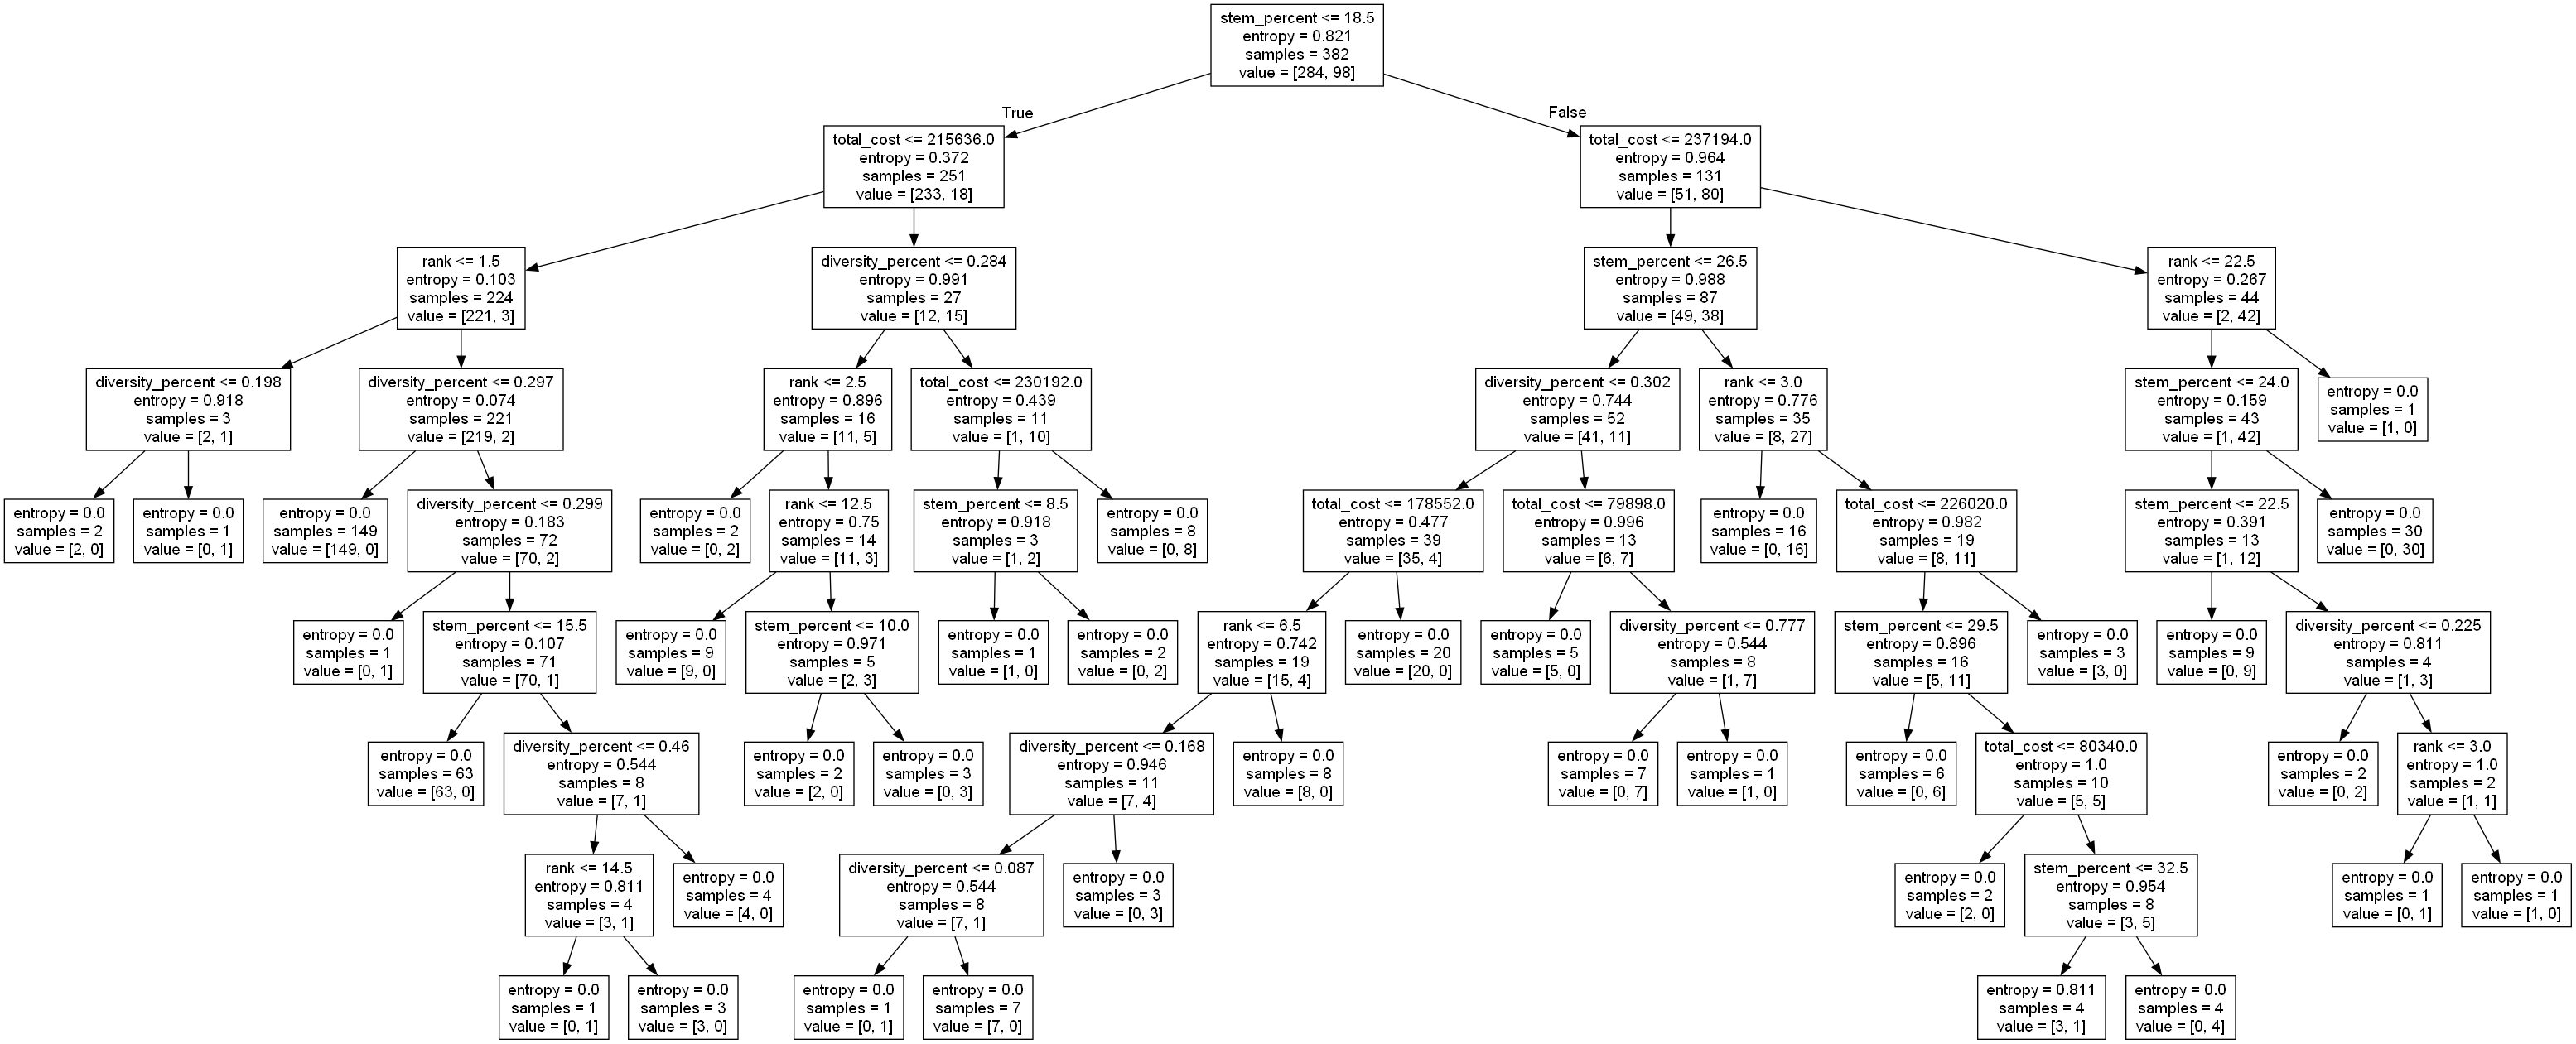 stem_percent <= 18.5
entropy = 0.821
samples = 382
value = [284, 98]
True
False
total_cost <= 215636.0
entropy = 0.372
samples = 251
value = [233, 18]
total_cost <= 237194.0
entropy = 0.964
samples = 131
value = [51, 80]
rank <= 1.5
entropy = 0.103
samples = 224
value = [221, 3]
diversity_percent <= 0.284
entropy = 0.991
samples = 27
value = [12, 15]
stem_percent <= 26.5
entropy = 0.988
samples = 87
value = [49, 38]
rank <= 22.5
entropy = 0.267
samples = 44
value = [2, 42]
diversity_percent <= 0.198
entropy = 0.918
samples = 3
value = [2, 1]
diversity_percent <= 0.297
entropy = 0.074
samples = 221
value = [219, 2]
rank <= 2.5
entropy = 0.896
samples = 16
value = [11, 5]
total_cost <= 230192.0
entropy = 0.439
samples = 11
value = [1, 10]
diversity_percent <= 0.302
entropy = 0.744
samples = 52
value = [41, 11]
rank <= 3.0
entropy = 0.776
samples = 35
value = [8, 27]
stem_percent <= 24.0
entropy = 0.159
samples = 43
value = [1, 42]
entropy = 0.0
samples = 1
value = [1, 0]
entropy = 0.0
samples = 2
value = [2, 0]
entropy = 0.0
samples = 1
value = [0, 1]
entropy = 0.0
samples = 149
value = [149, 0]
diversity_percent <= 0.299
entropy = 0.183
samples = 72
value = [70, 2]
entropy = 0.0
samples = 2
value = [0, 2]
rank <= 12.5
entropy = 0.75
samples = 14
value = [11, 3]
stem_percent <= 8.5
entropy = 0.918
samples = 3
value = [1, 2]
entropy = 0.0
samples = 8
value = [0, 8]
total_cost <= 178552.0
entropy = 0.477
samples = 39
value = [35, 4]
total_cost <= 79898.0
entropy = 0.996
samples = 13
value = [6, 7]
entropy = 0.0
samples = 16
value = [0, 16]
total_cost <= 226020.0
entropy = 0.982
samples = 19
value = [8, 11]
stem_percent <= 22.5
entropy = 0.391
samples = 13
value = [1, 12]
entropy = 0.0
samples = 30
value = [0, 30]
entropy = 0.0
samples = 1
value = [0, 1]
stem_percent <= 15.5
entropy = 0.107
samples = 71
value = [70, 1]
entropy = 0.0
samples = 9
value = [9, 0]
stem_percent <= 10.0
entropy = 0.971
samples = 5
value = [2, 3]
entropy = 0.0
samples = 1
value = [1, 0]
entropy = 0.0
samples = 2
value = [0, 2]
rank <= 6.5
entropy = 0.742
samples = 19
value = [15, 4]
entropy = 0.0
samples = 20
value = [20, 0]
entropy = 0.0
samples = 5
value = [5, 0]
diversity_percent <= 0.777
entropy = 0.544
samples = 8
value = [1, 7]
stem_percent <= 29.5
entropy = 0.896
samples = 16
value = [5, 11]
entropy = 0.0
samples = 3
value = [3, 0]
entropy = 0.0
samples = 9
value = [0, 9]
diversity_percent <= 0.225
entropy = 0.811
samples = 4
value = [1, 3]
entropy = 0.0
samples = 63
value = [63, 0]
diversity_percent <= 0.46
entropy = 0.544
samples = 8
value = [7, 1]
entropy = 0.0
samples = 2
value = [2, 0]
entropy = 0.0
samples = 3
value = [0, 3]
diversity_percent <= 0.168
entropy = 0.946
samples = 11
value = [7, 4]
entropy = 0.0
samples = 8
value = [8, 0]
entropy = 0.0
samples = 7
value = [0, 7]
entropy = 0.0
samples = 1
value = [1, 0]
entropy = 0.0
samples = 6
value = [0, 6]
total_cost <= 80340.0
entropy = 1.0
samples = 10
value = [5, 5]
entropy = 0.0
samples = 2
value = [0, 2]
rank <= 3.0
entropy = 1.0
samples = 2
value = [1, 1]
rank <= 14.5
entropy = 0.811
samples = 4
value = [3, 1]
entropy = 0.0
samples = 4
value = [4, 0]
diversity_percent <= 0.087
entropy = 0.544
samples = 8
value = [7, 1]
entropy = 0.0
samples = 3
value = [0, 3]
entropy = 0.0
samples = 2
value = [2, 0]
stem_percent <= 32.5
entropy = 0.954
samples = 8
value = [3, 5]
entropy = 0.0
samples = 1
value = [0, 1]
entropy = 0.0
samples = 1
value = [1, 0]
entropy = 0.0
samples = 1
value = [0, 1]
entropy = 0.0
samples = 3
value = [3, 0]
entropy = 0.0
samples = 1
value = [0, 1]
entropy = 0.0
samples = 7
value = [7, 0]
entropy = 0.811
samples = 4
value = [3, 1]
entropy = 0.0
samples = 4
value = [0, 4]